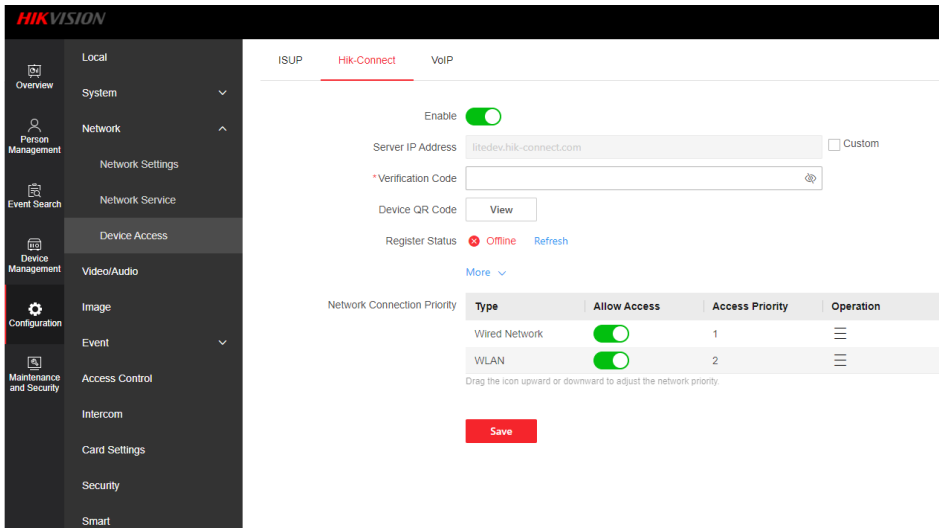 HIKVISION
Overview
Person
Management
Event Search
Device
Management
Configuration
Maintenance
and Security
Local
System
Network
Network Settings
Network Service
Device Access
Video/Audio
Image
Event
Access Control
Intercom
Card Settings
Security
Smart
ISUP Hik-Connect VoIP
Enable
Server IP Address litedev.hik-connect.com Custom
*Verification Code
Device QR Code View
Register Status Offline Refresh
More
Network Connection Priority Type Allow Access Access Priority Operation
Wired Network 1
WLAN 2
Drag the icon upward or downward to adjust the network priority.
Save